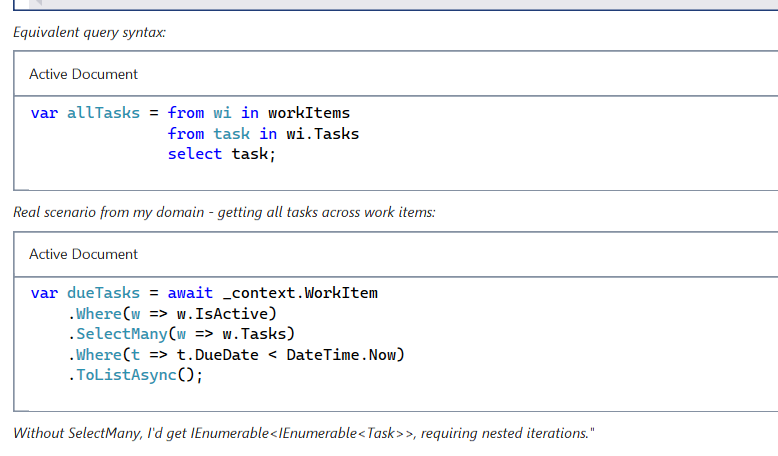 Equivalent query syntax:
Active Document
var allTasks = from wi in workItems
from task in wi.Tasks
select task;
Real scenario from my domain - getting all tasks across work items:
Active Document
var dueTasks = await _context.WorkItem
.Where(w => w.IsActive)
.SelectMany(w => w.Tasks)
.Where(t => t.DueDate < DateTime.Now)
.ToListAsync();
Without SelectMany, I'd get IEnumerable<IEnumerable<Task>>, requiring nested iterations."